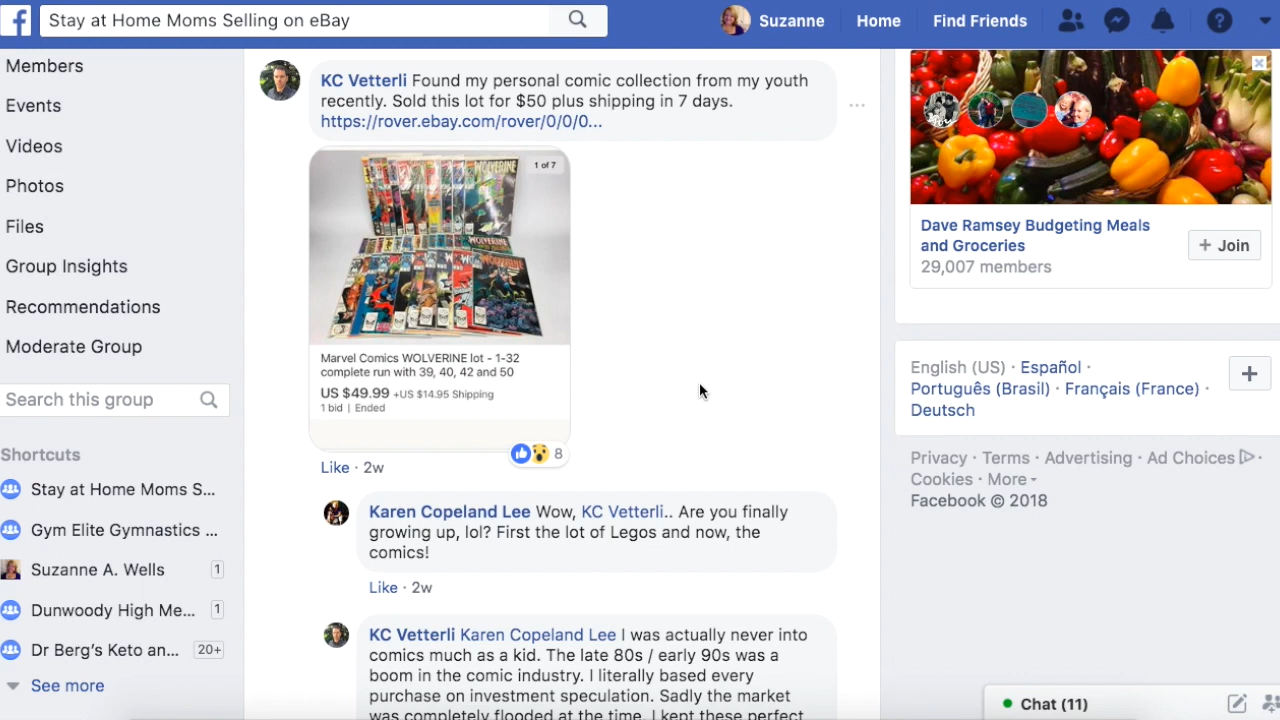 Stay at Home Moms Selling on eBay
Suzanne
Home
Find Friends
Members
Events
Videos
Photos
Files
Group Insights
Recommendations
Moderate Group
Search this group
Shortcuts
Stay at Home Moms S...
Gym Elite Gymnastics ...
Suzanne A. Wells 1
Dunwoody High Me... 1
Dr Berg's Keto an... 20+
See more
KC Vetterli Found my personal comic collection from my youth
recently. Sold this lot for $50 plus shipping in 7 days.
https://rover.ebay.com/rover/0/0/0...
1 of 7
WOLVERINE
WOLVERINE
WOLVERINE
Marvel Comics WOLVERINE lot - 1-32
complete run with 39, 40, 42 and 50
US $49.99 +US $14.95 Shipping
1 bid | Ended
8
Like · 2w
Karen Copeland Lee Wow, KC Vetterli.. Are you finally
growing up, lol? First the lot of Legos and now, the
comics!
Like · 2w
KC Vetterli Karen Copeland Lee I was actually never into
comics much as a kid. The late 80s / early 90s was a
boom in the comic industry. I literally based every
purchase on investment speculation. Sadly the market
was completely flooded at the time. I kept these perfect
Dave Ramsey Budgeting Meals
and Groceries
29,007 members
+ Join
English (US) · Español ·
Português (Brasil) · Français (France) ·
Deutsch
Privacy · Terms · Advertising · Ad Choices ·
Cookies · More
Facebook © 2018
Chat (11)